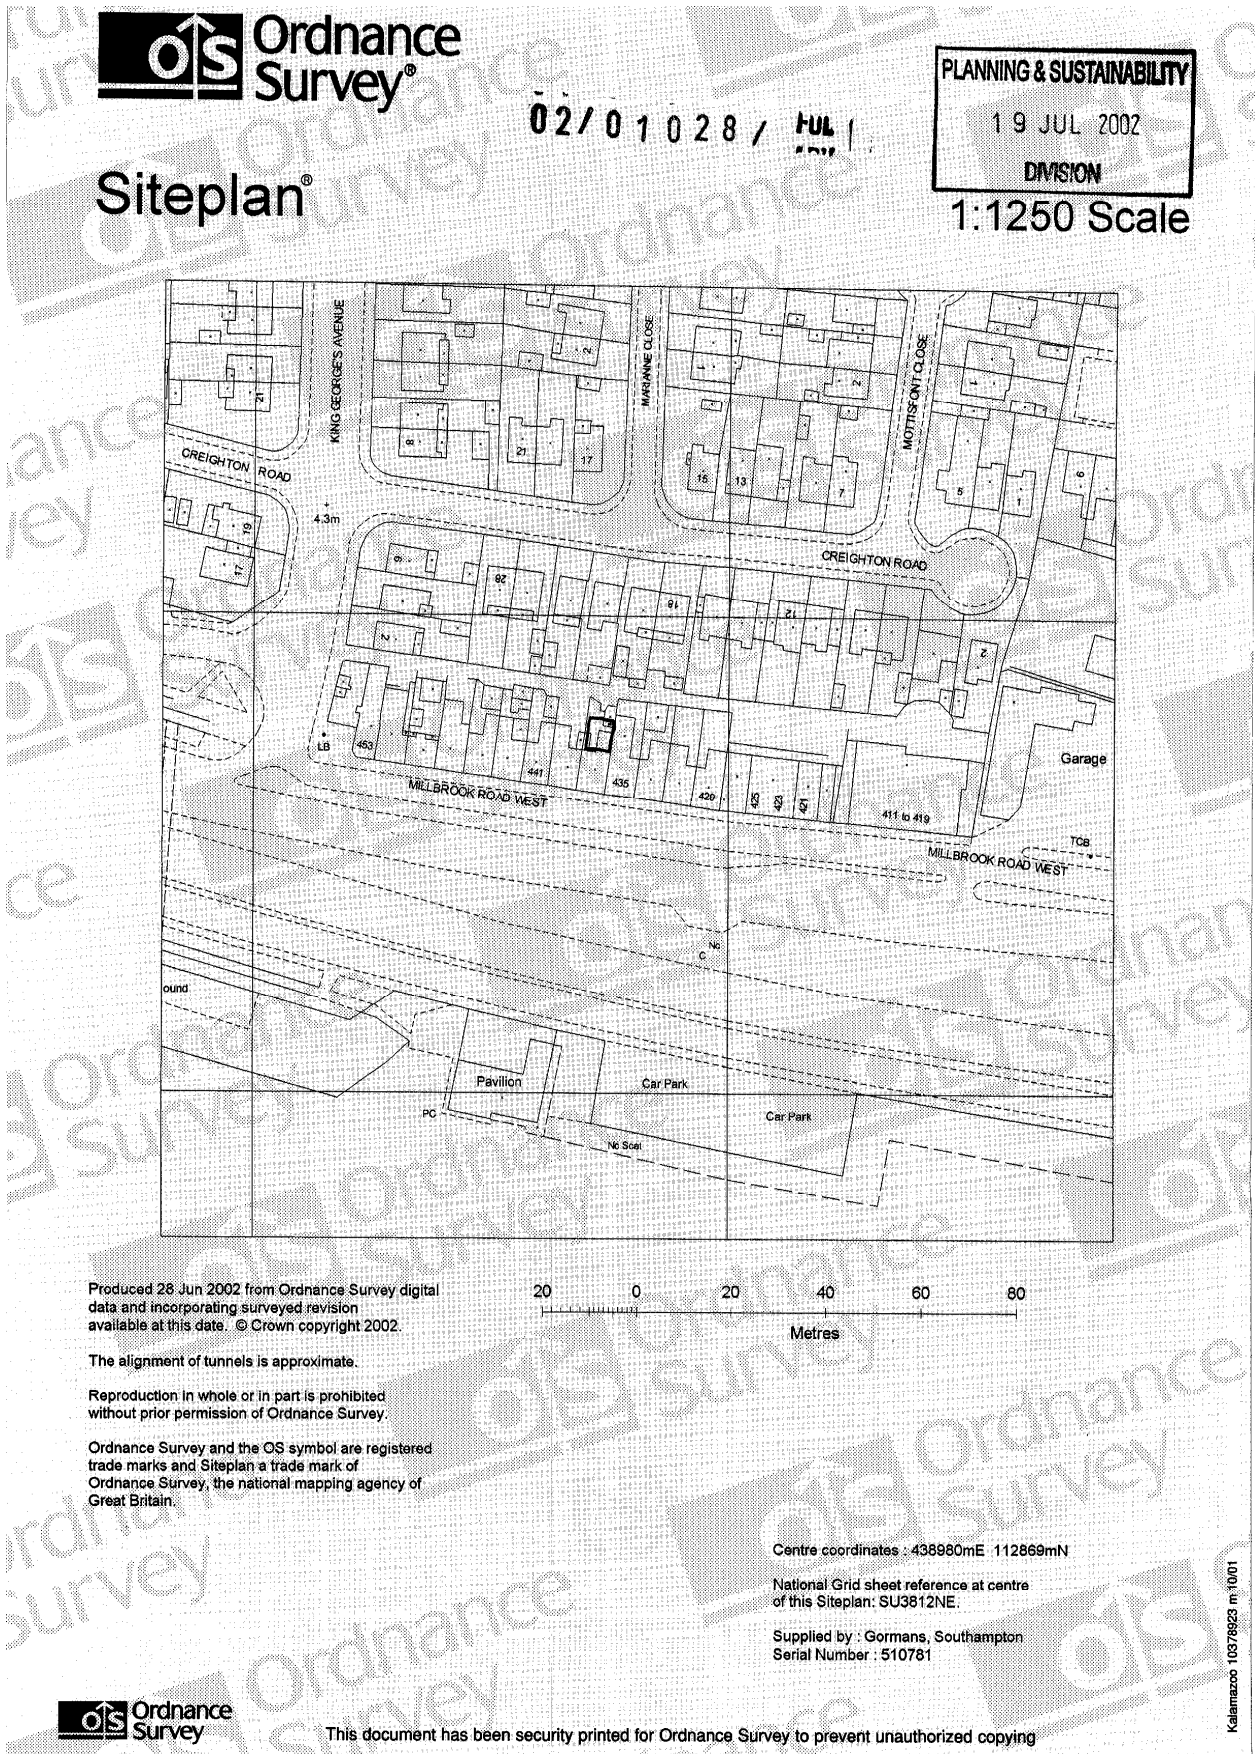 Ordnance
Survey®
02/01028/FUL
PLANNING & SUSTAINABILITY
19 JUL 2002
DIVISION
Siteplan®
1:1250 Scale
KING GEORGE'S AVENUE
MARIANNE CLOSE
MOTTISFONT CLOSE
2
1
2
1
21
8
21
17
15
13
7
5
1
9
CREIGHTON ROAD
4.3m
19
17
CREIGHTON ROAD
6
28
18
12
2
2
LB
453
441
435
429
425
423
421
411 to 419
Garage
MILLBROOK ROAD WEST
TCB
MILLBROOK ROAD WEST
ound
Pavilion
Car Park
Car Park
PC
Produced 28 Jun 2002 from Ordnance Survey digital
data and incorporating surveyed revision
available at this date. © Crown copyright 2002.
The alignment of tunnels is approximate.
Reproduction in whole or in part is prohibited
without prior permission of Ordnance Survey.
Ordnance Survey and the OS symbol are registered
trade marks and Siteplan a trade mark of
Ordnance Survey, the national mapping agency of
Great Britain.
20 0 20 40 60 80
Metres
Centre coordinates : 438980mE 112869mN
National Grid sheet reference at centre
of this Siteplan: SU3812NE.
Supplied by : Gormans, Southampton
Serial Number : 510781
Kalamazoo 10378923 m 10/01
Ordnance
Survey
This document has been security printed for Ordnance Survey to prevent unauthorized copying